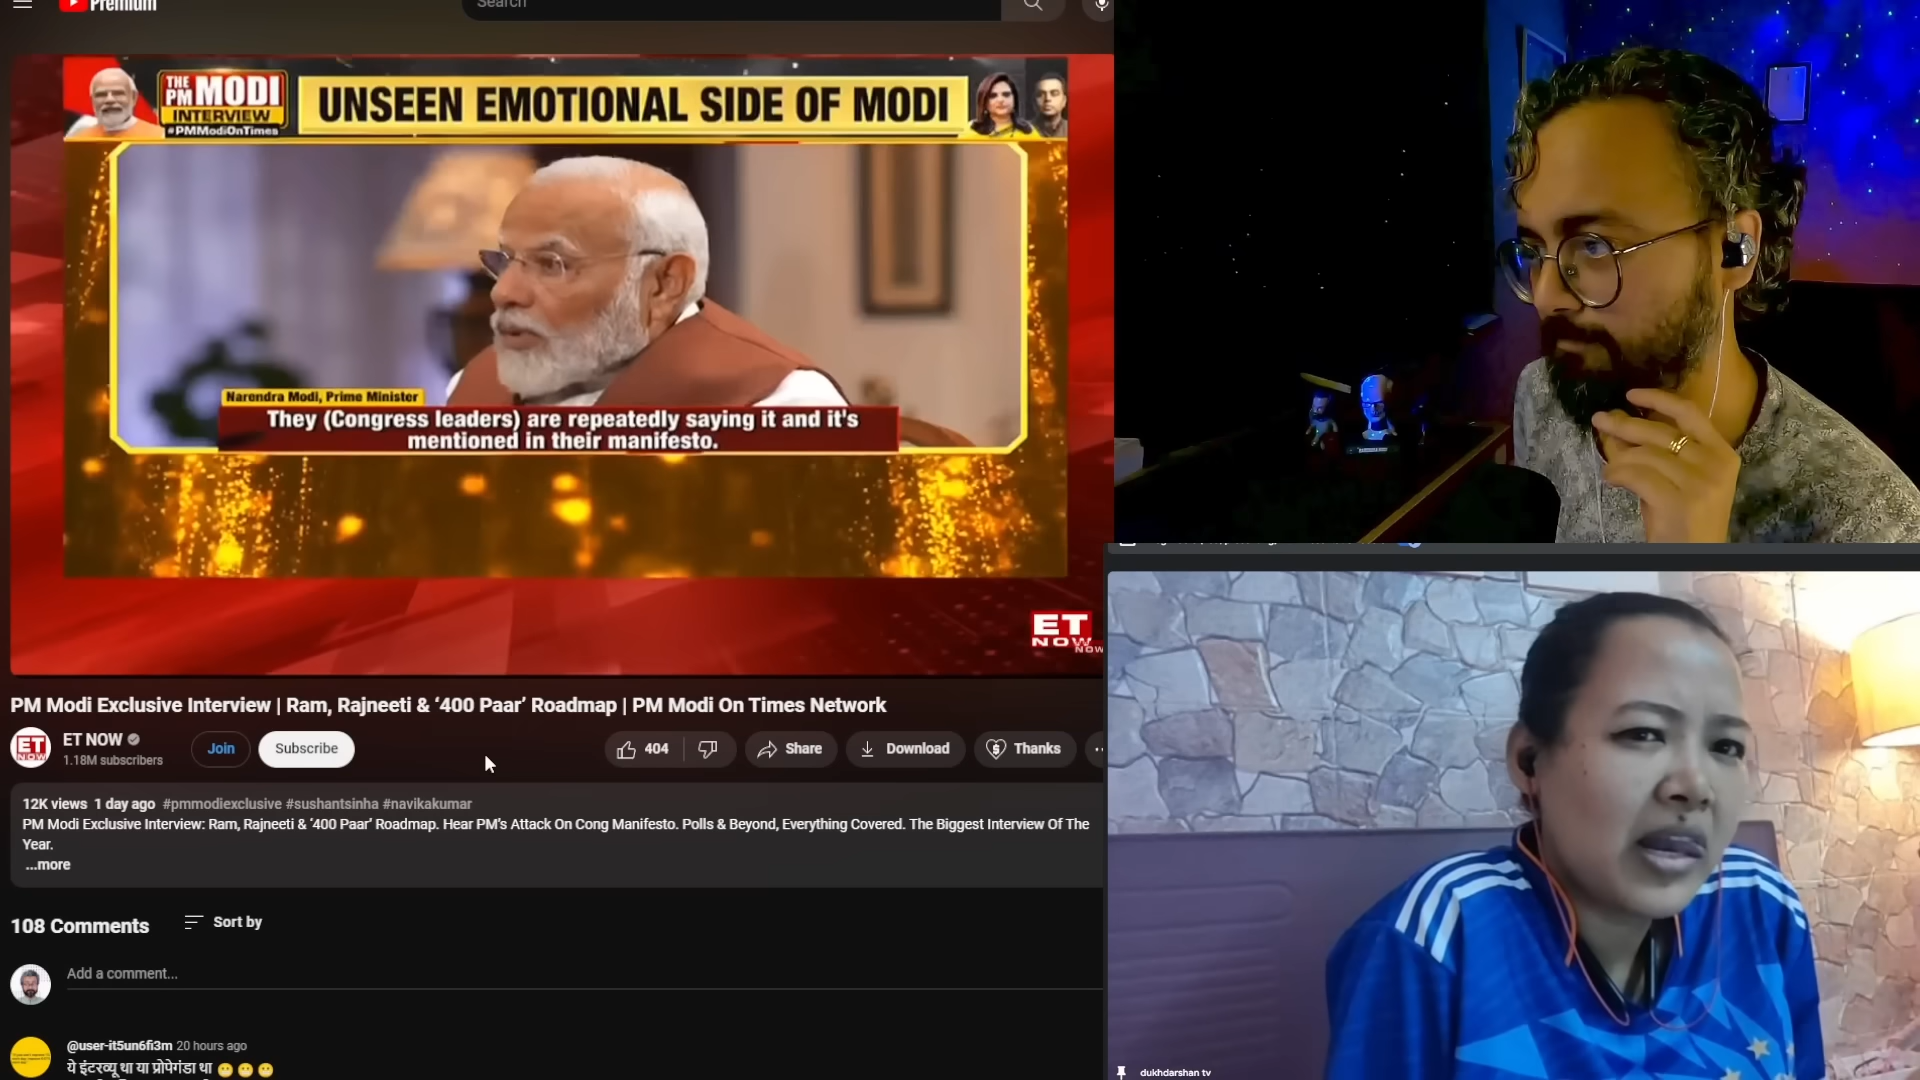 Premium
Search
THE PM MODI INTERVIEW
#PMModiOnTimes
UNSEEN EMOTIONAL SIDE OF MODI
Narendra Modi, Prime Minister
They (Congress leaders) are repeatedly saying it and it's
mentioned in their manifesto.
ET
NOW
NOW
PM Modi Exclusive Interview | Ram, Rajneeti & ‘400 Paar’ Roadmap | PM Modi On Times Network
ET NOW
ET NOW
1.18M subscribers
Join
Subscribe
404
Share
Download
Thanks
12K views 1 day ago #pmmodiexclusive #sushantsinha #navikakumar
PM Modi Exclusive Interview: Ram, Rajneeti & ‘400 Paar’ Roadmap. Hear PM's Attack On Cong Manifesto. Polls & Beyond, Everything Covered. The Biggest Interview Of The
Year.
...more
108 Comments
Sort by
Add a comment...
@user-it5un6fi3m 20 hours ago
ये इंटरव्यू था या प्रोपेगंडा था 😁😁😁
dukhdarshan tv